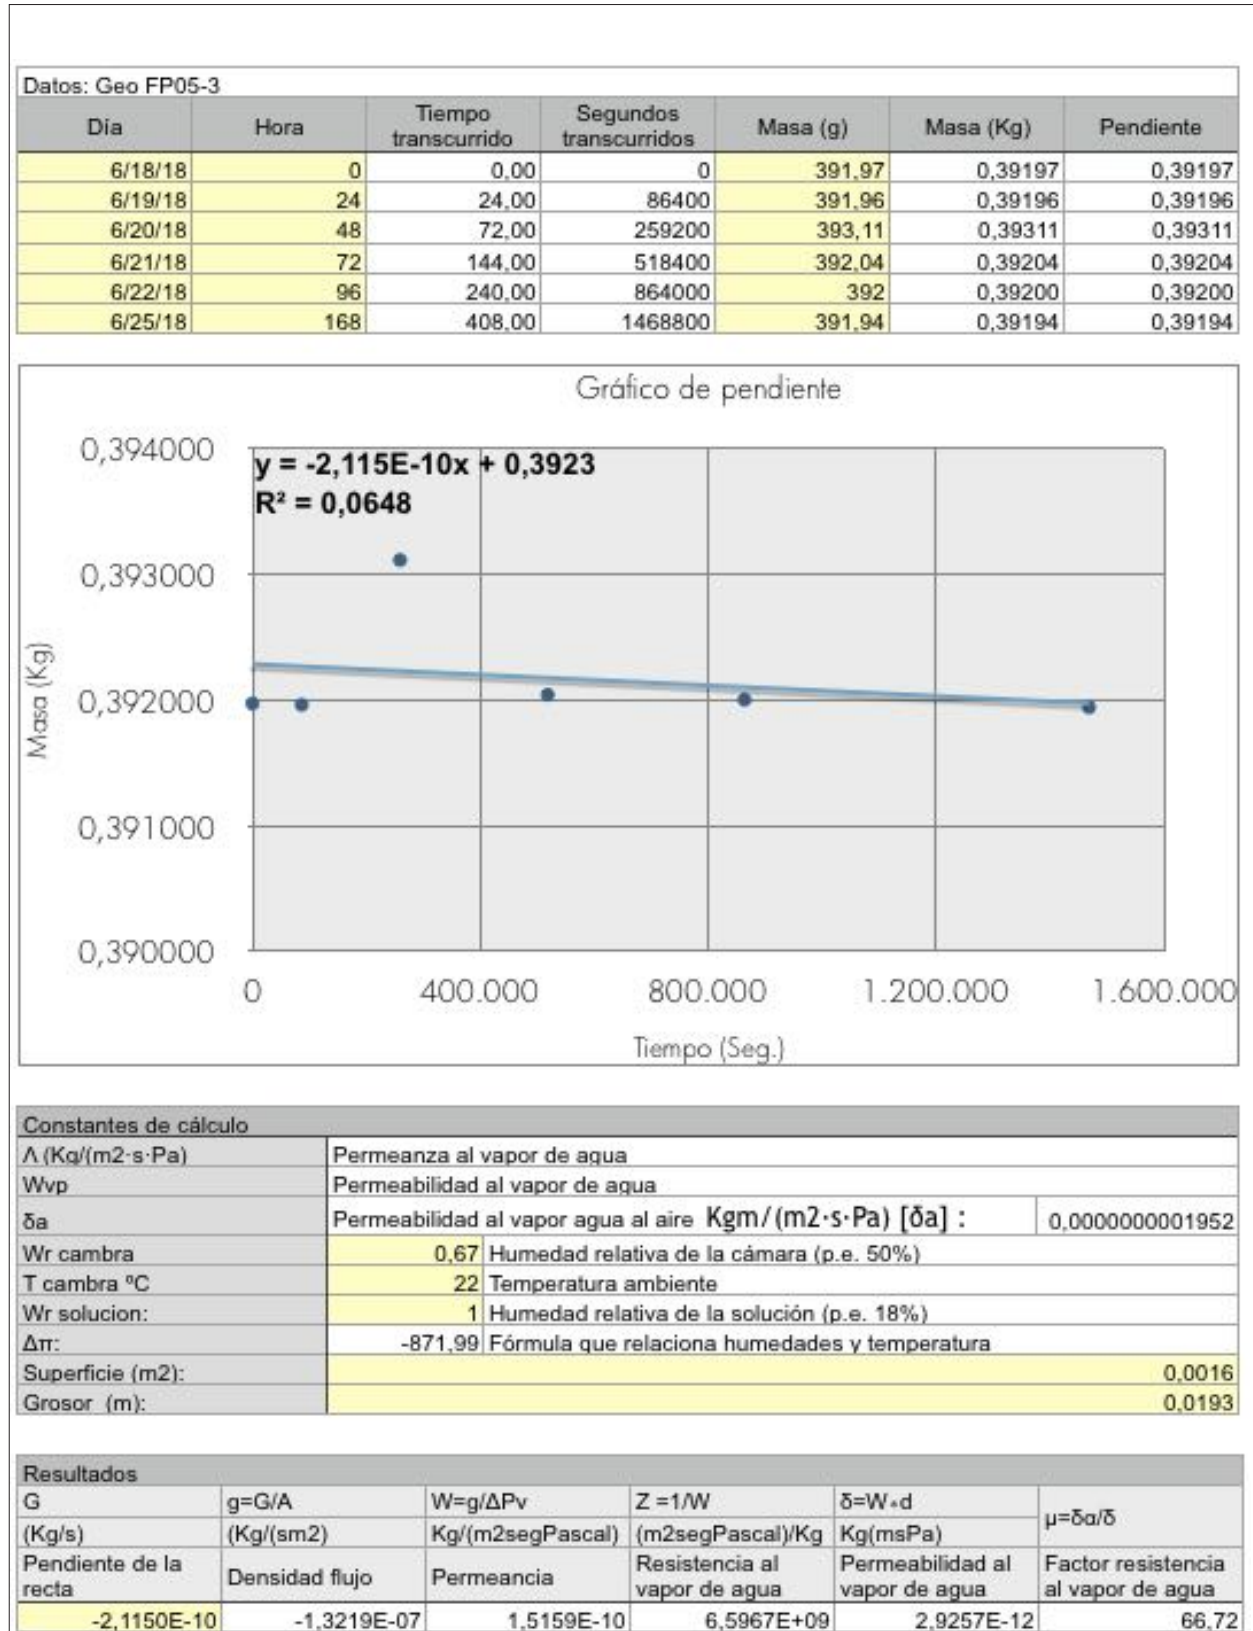 Datos: Geo FP05-3
Día Hora Tiempo transcurrido Segundos transcurridos Masa (g) Masa (Kg) Pendiente
6/18/18 0 0,00 0 391,97 0,39197 0,39197
6/19/18 24 24,00 86400 391,96 0,39196 0,39196
6/20/18 48 72,00 259200 393,11 0,39311 0,39311
6/21/18 72 144,00 518400 392,04 0,39204 0,39204
6/22/18 96 240,00 864000 392 0,39200 0,39200
6/25/18 168 408,00 1468800 391,94 0,39194 0,39194
Gráfico de pendiente
y = -2,115E-10x + 0,3923
R² = 0,0648
0,394000
0,393000
0,392000
0,391000
0,390000
Masa (Kg)
0 400.000 800.000 1.200.000 1.600.000
Tiempo (Seg.)
Constantes de cálculo
Λ (Kg/(m2·s·Pa) Permeanza al vapor de agua
Wvp Permeabilidad al vapor de agua
δa Permeabilidad al vapor agua al aire Kgm/(m2·s·Pa) [δa] : 0,0000000001952
Wr cambra 0,67 Humedad relativa de la cámara (p.e. 50%)
T cambra ºC 22 Temperatura ambiente
Wr solucion: 1 Humedad relativa de la solución (p.e. 18%)
Δπ: -871,99 Fórmula que relaciona humedades y temperatura
Superficie (m2): 0,0016
Grosor (m): 0,0193
Resultados
G g=G/A W=g/ΔPv Z =1/W δ=W*d μ=δa/δ
(Kg/s) (Kg/(sm2) Kg/(m2segPascal) (m2segPascal)/Kg Kg(msPa)
Pendiente de la recta Densidad flujo Permeancia Resistencia al vapor de agua Permeabilidad al vapor de agua Factor resistencia al vapor de agua
-2,1150E-10 -1,3219E-07 1,5159E-10 6,5967E+09 2,9257E-12 66,72